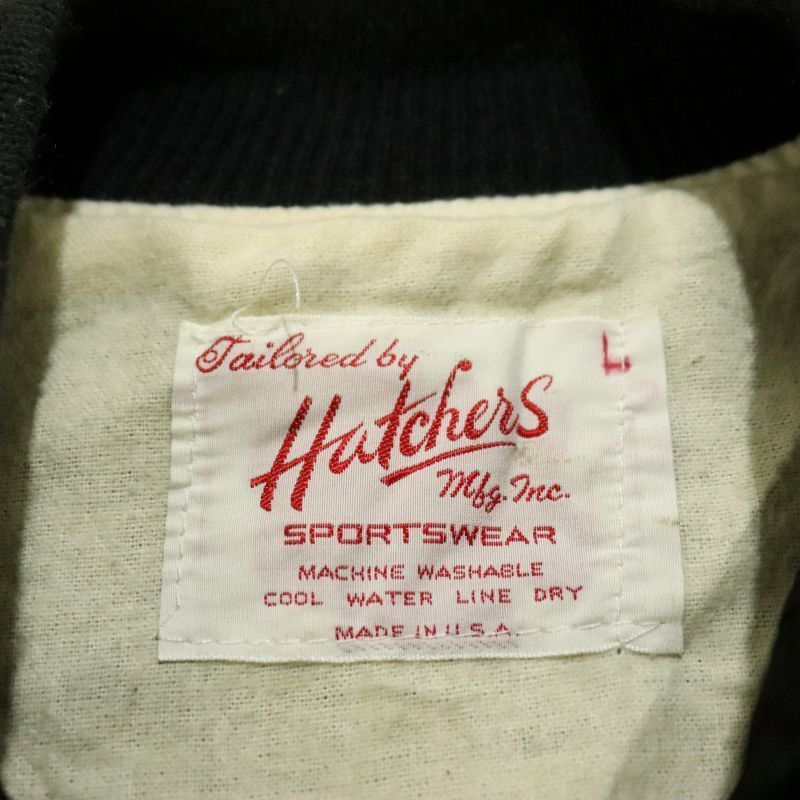 Tailored by L
Hatchers
Mfg. Inc.
SPORTSWEAR
MACHINE WASHABLE
COOL WATER LINE DRY
MADE IN U.S.A.